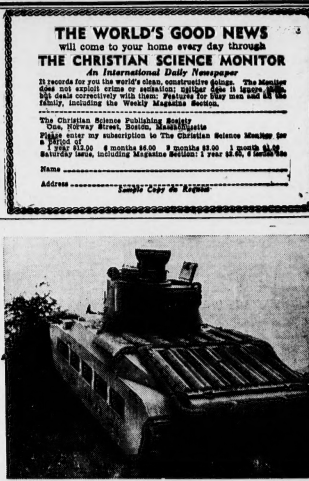 THE WORLD'S GOOD NEWS
will come to your home every day through
THE CHRISTIAN SCIENCE MONITOR
An International Daily Newspaper
It records for you the world's clean, constructive doings. The Monitor
does not exploit crime or sensation; neither does it ignore them,
but deals correctively with them: Features for busy men and all the
family, including the Weekly Magazine Section.
The Christian Science Publishing Society
One, Norway Street, Boston, Massachusetts
Please enter my subscription to The Christian Science Monitor for
a period of
1 year $12.00 6 months $6.00 3 months $3.00 1 month $1.00
Saturday issue, including Magazine Section: 1 year $2.60, 6 issues
Name
Address
Sample Copy on Request